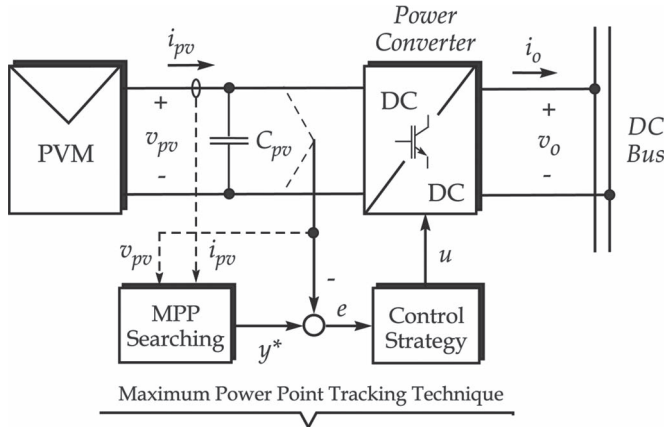 Power
Converter
i_pv
i_o
PVM
+
v_pv
-
C_pv
DC
DC
+
v_o
-
DC
Bus
v_pv
i_pv
-
u
MPP
Searching
y*
e
Control
Strategy
Maximum Power Point Tracking Technique